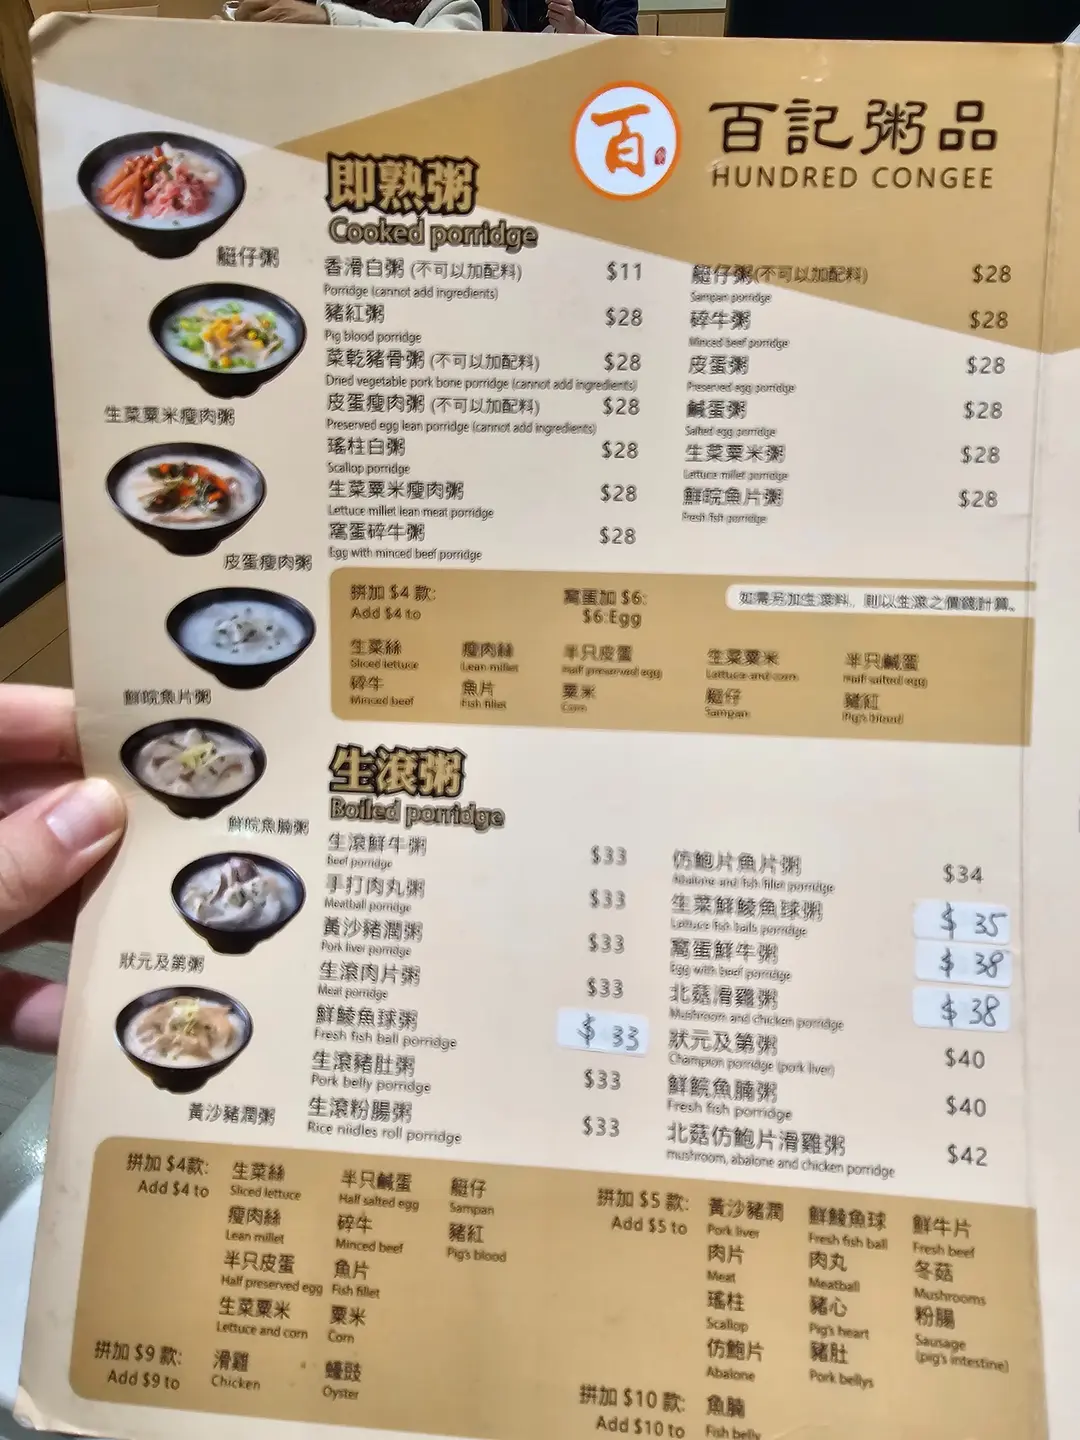 百 百記粥品
HUNDRED CONGEE
即熟粥
Cooked porridge
艇仔粥
生菜粟米瘦肉粥
皮蛋瘦肉粥
鮮皖魚片粥
鮮皖魚腩粥
狀元及第粥
黃沙豬潤粥
香滑白粥 (不可以加配料) $11
Porridge (cannot add ingredients)
豬紅粥 $28
Pig blood porridge
菜乾豬骨粥 (不可以加配料) $28
Dried vegetable pork bone porridge (cannot add ingredients)
皮蛋瘦肉粥 (不可以加配料) $28
Preserved egg lean porridge (cannot add ingredients)
瑤柱白粥 $28
Scallop porridge
生菜粟米瘦肉粥 $28
Lettuce millet lean meat porridge
窩蛋碎牛粥 $28
Egg with minced beef porridge
艇仔粥(不可以加配料) $28
Sampan porridge
碎牛粥 $28
Minced beef porridge
皮蛋粥 $28
Preserved egg porridge
鹹蛋粥 $28
Salted egg porridge
生菜粟米粥 $28
Lettuce millet porridge
鮮皖魚片粥 $28
Fresh fish porridge
拼加 $4 款: 窩蛋加 $6: 如需另加生滾料，則以生滾之價錢計算。
Add $4 to $6:Egg
生菜絲 瘦肉絲 半只皮蛋 生菜粟米 半只鹹蛋
Sliced lettuce Lean millet Half preserved egg Lattuce and corn Half salted egg
碎牛 魚片 粟米 艇仔 豬紅
Minced beef Fish fillet Corn Sampan Pig's blood
生滾粥
Boiled porridge
生滾鮮牛粥 $33
Beef porridge
手打肉丸粥 $33
Meatball porridge
黃沙豬潤粥 $33
Pork liver porridge
生滾肉片粥 $33
Meat porridge
鮮鯪魚球粥 $33
Fresh fish ball porridge
生滾豬肚粥 $33
Pork belly porridge
生滾粉腸粥 $33
Rice niidles roll porridge
仿鮑片魚片粥 $34
Abalone and fish fillet porridge
生菜鮮鯪魚球粥 $35
Lettuce fish balls porridge
窩蛋鮮牛粥 $38
Egg with beef porridge
北菇滑雞粥 $38
Mushroom and chicken porridge
狀元及第粥 $40
Champion porridge (pork liver)
鮮皖魚腩粥 $40
Fresh fish porridge
北菇仿鮑片滑雞粥 $42
mushroom, abalone and chicken porridge
拼加 $4款: 生菜絲 半只鹹蛋 艇仔
Add $4 to Sliced lettuce Half salted egg Sampan
瘦肉絲 碎牛 豬紅
Lean millet Minced beef Pig's blood
半只皮蛋 魚片
Half preserved egg Fish fillet
生菜粟米 粟米
Lettuce and corn Corn
拼加 $9 款: 滑雞 蠔豉
Add $9 to Chicken Oyster
拼加 $5 款: 黃沙豬潤 鮮鯪魚球 鮮牛片
Add $5 to Pork liver Fresh fish ball Fresh beef
肉片 肉丸 冬菇
Meat Meatball Mushrooms
瑤柱 豬心 粉腸
Scallop Pig's heart Sausage
(pig's intestine)
仿鮑片 豬肚
Abalone Pork bellys
拼加 $10 款: 魚腩
Add $10 to Fish belly